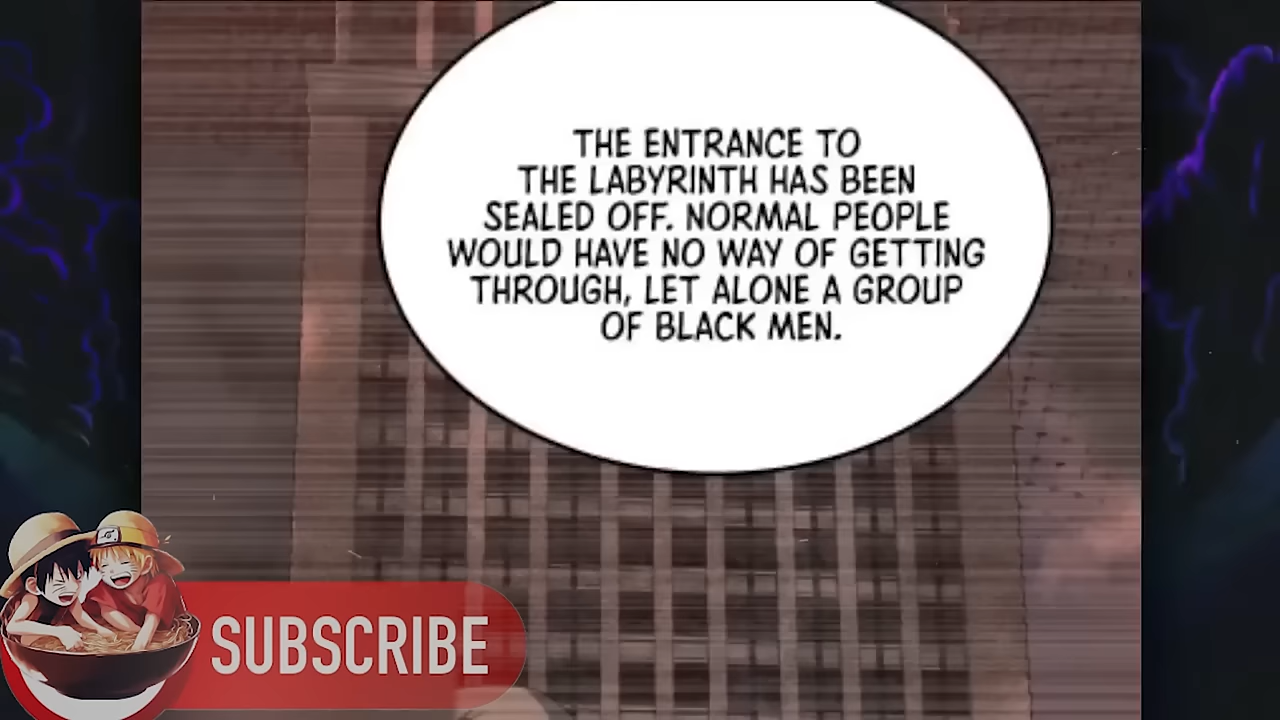 THE ENTRANCE TO
THE LABYRINTH HAS BEEN
SEALED OFF. NORMAL PEOPLE
WOULD HAVE NO WAY OF GETTING
THROUGH, LET ALONE A GROUP
OF BLACK MEN.
SUBSCRIBE